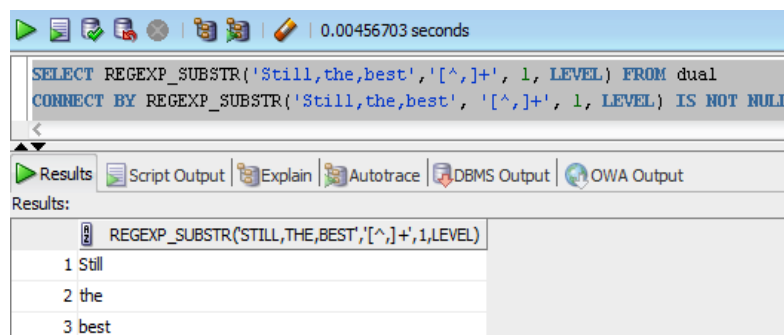 0.00456703 seconds
SELECT REGEXP_SUBSTR('Still,the,best','[^,]+', 1, LEVEL) FROM dual
CONNECT BY REGEXP_SUBSTR('Still,the,best', '[^,]+', 1, LEVEL) IS NOT NULL
Results Script Output Explain Autotrace DBMS Output OWA Output
Results:
REGEXP_SUBSTR('STILL,THE,BEST','[^,]+',1,LEVEL)
1 Still
2 the
3 best